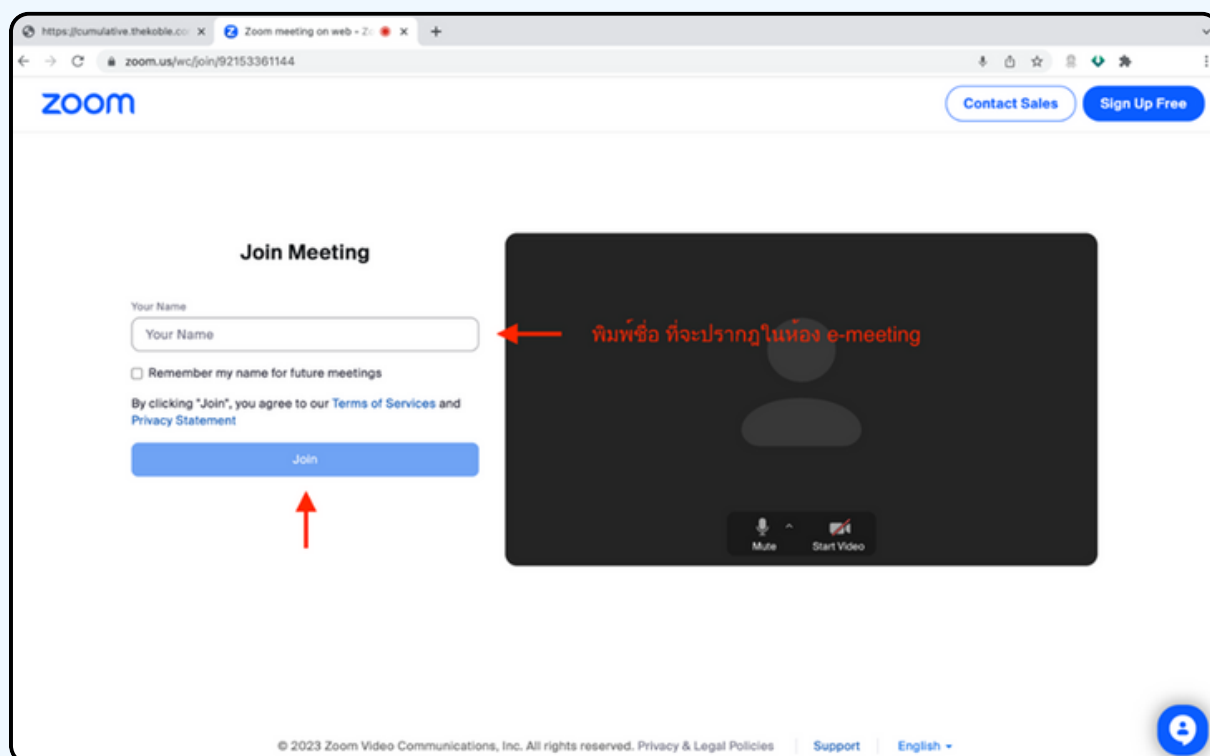 https://cumulative.thekoble.co
Zoom meeting on web - Zo
zoom.us/wc/join/92153361144
zoom
Contact Sales
Sign Up Free
Join Meeting
Your Name
Your Name
พิมพ์ชื่อ ที่จะปรากฎในห้อง e-meeting
Remember my name for future meetings
By clicking "Join", you agree to our Terms of Services and
Privacy Statement
Join
Mute
Start Video
© 2023 Zoom Video Communications, Inc. All rights reserved. Privacy & Legal Policies
Support
English